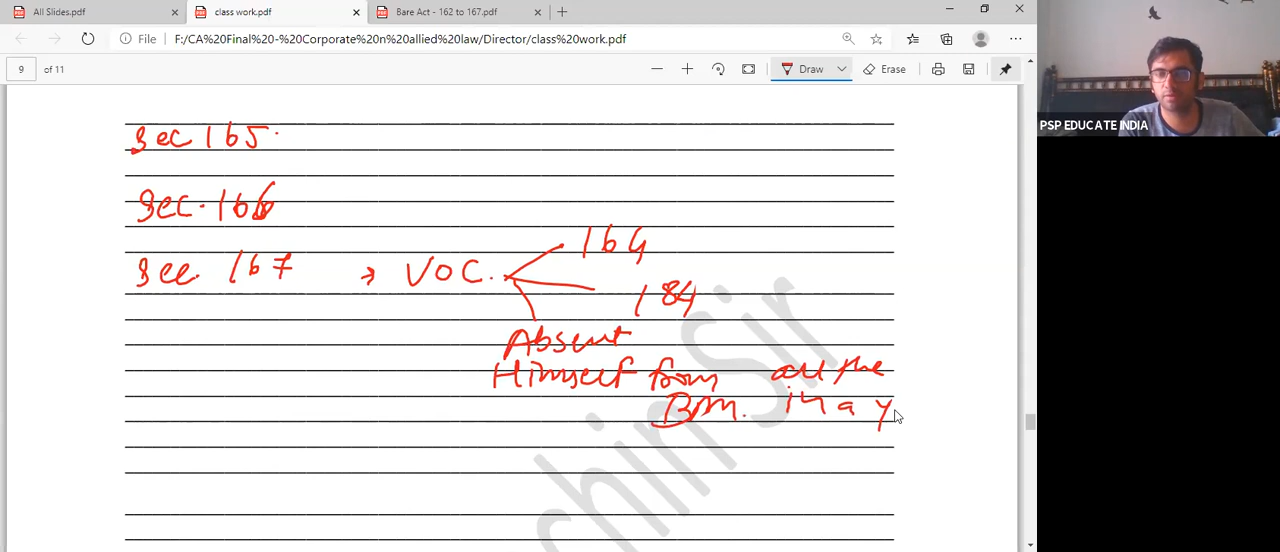 All Slides.pdf
class work.pdf
Bare Act - 162 to 167.pdf
File
F:/CA%20Final%20-%20Corporate%20n%20allied%20law/Director/class%20work.pdf
9 of 11
Draw
Erase
PSP EDUCATE INDIA
Sec 165.
Sec. 166
Sec. 167 → VOC.
164
184
Absent
Himself from all the
BM. in a y
chin Sir